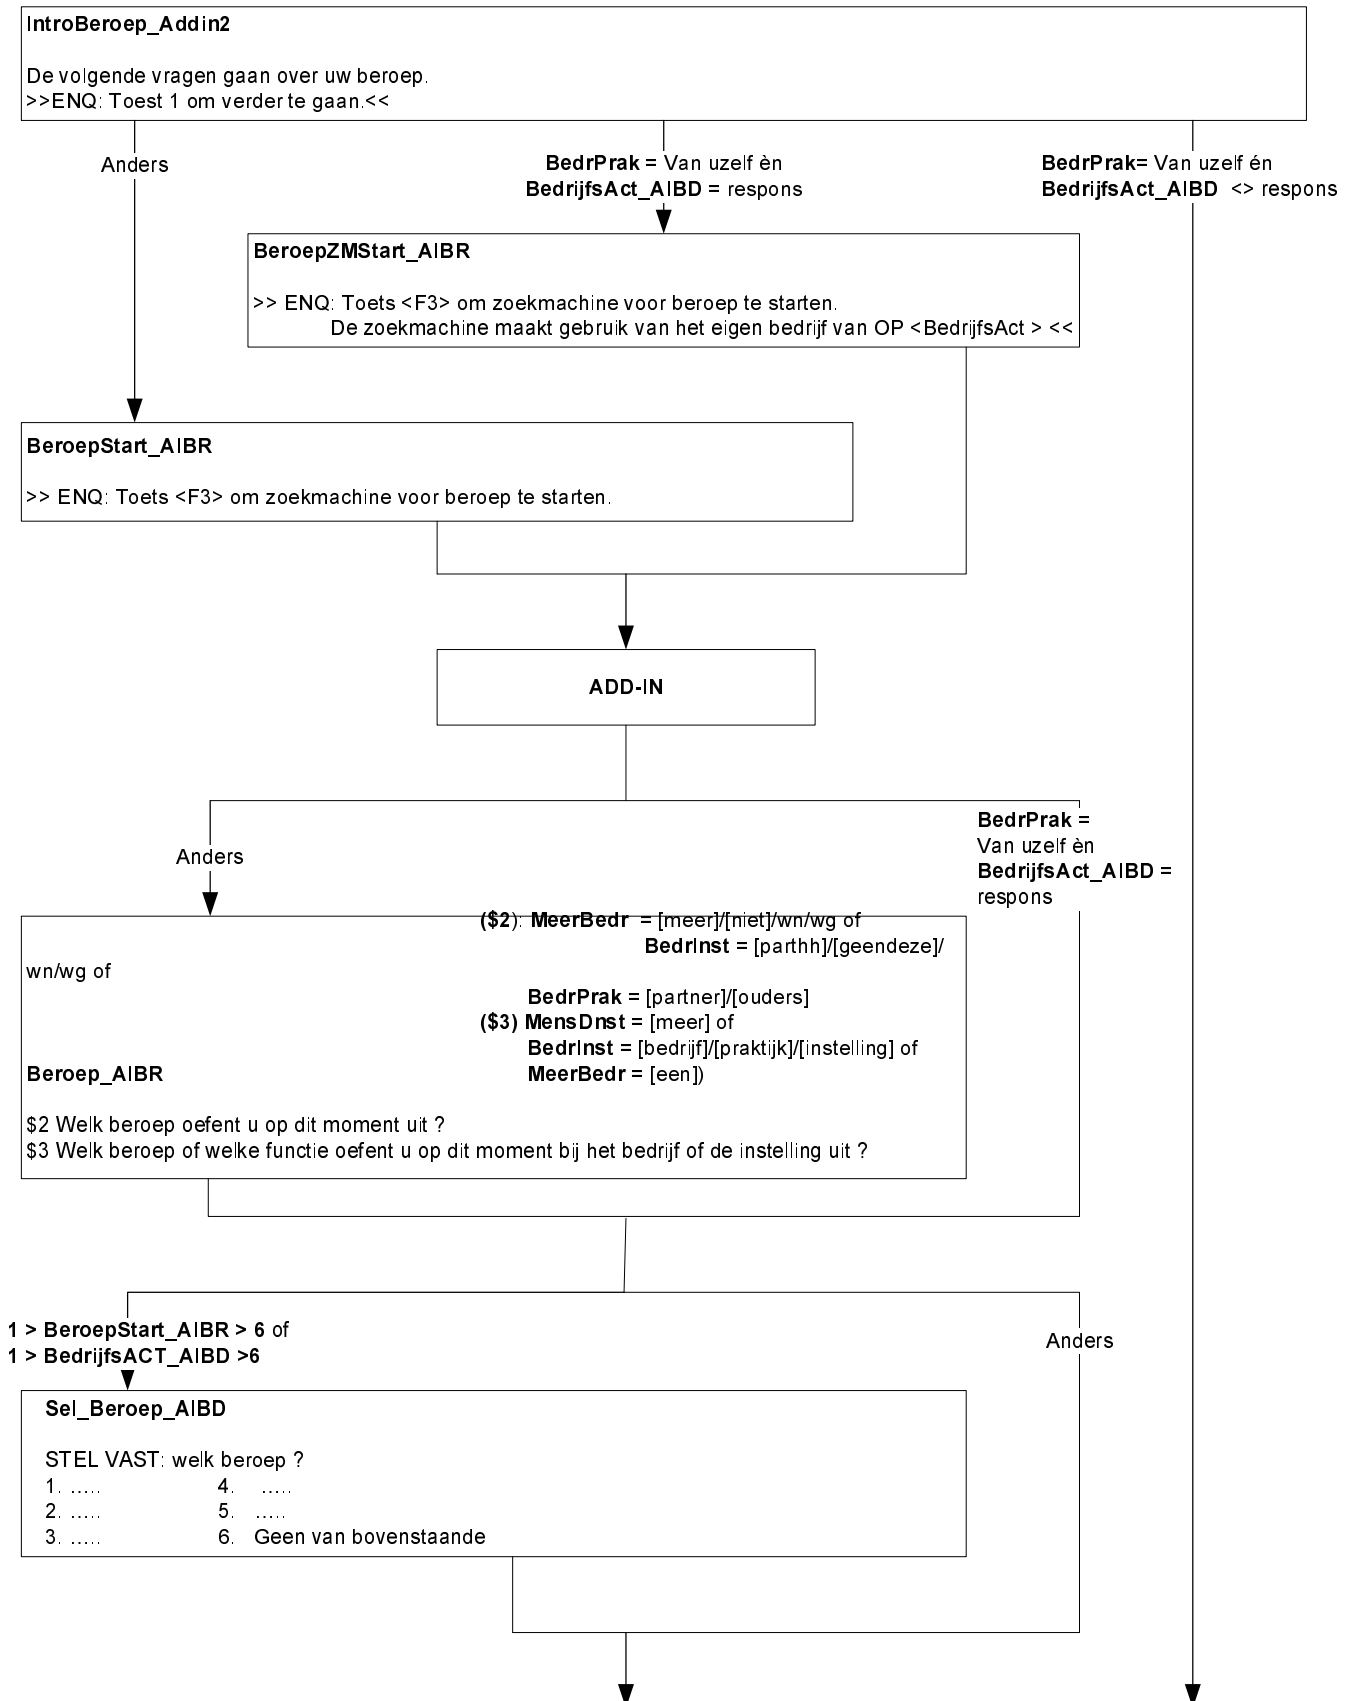 IntroBeroep_Addin2
De volgende vragen gaan over uw beroep.
>>ENQ: Toest 1 om verder te gaan.<<
Anders
BedrPrak = Van uzelf èn
BedrijfsAct_AIBD = respons
BedrPrak= Van uzelf én
BedrijfsAct_AIBD <> respons
BeroepZMStart_AIBR
>> ENQ: Toets <F3> om zoekmachine voor beroep te starten.
De zoekmachine maakt gebruik van het eigen bedrijf van OP <BedrijfsAct > <<
BeroepStart_AIBR
>> ENQ: Toets <F3> om zoekmachine voor beroep te starten.
ADD-IN
Anders
BedrPrak =
Van uzelf èn
BedrijfsAct_AIBD =
respons
($2): MeerBedr = [meer]/[niet]/wn/wg of
BedrInst = [parthh]/[geendeze]/
wn/wg of
BedrPrak = [partner]/[ouders]
($3) MensDnst = [meer] of
BedrInst = [bedrijf]/[praktijk]/[instelling] of
Beroep_AIBR MeerBedr = [een])
$2 Welk beroep oefent u op dit moment uit ?
$3 Welk beroep of welke functie oefent u op dit moment bij het bedrijf of de instelling uit ?
1 > BeroepStart_AIBR > 6 of
1 > BedrijfsACT_AIBD >6
Anders
Sel_Beroep_AIBD
STEL VAST: welk beroep ?
1. ….. 4. …..
2. ….. 5. …..
3. ….. 6. Geen van bovenstaande